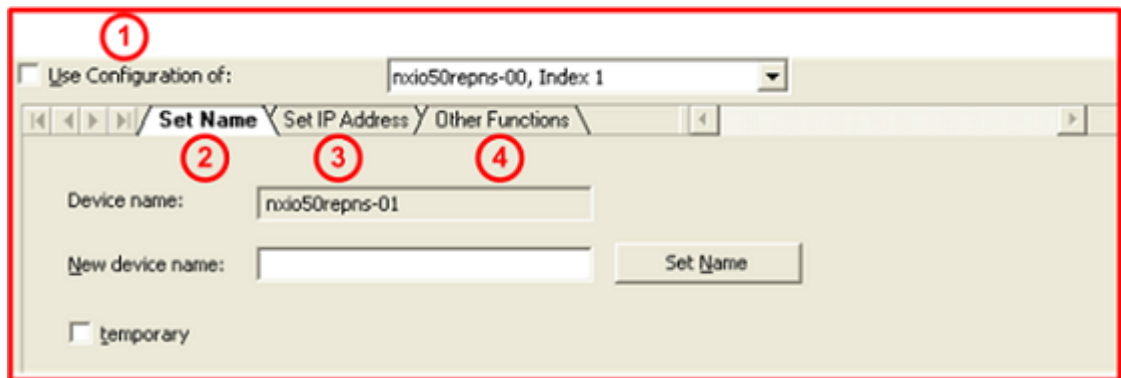 1
Use Configuration of: nxio50repns-00, Index 1
Set Name Set IP Address Other Functions
2 3 4
Device name: nxio50repns-01
New device name: Set Name
temporary